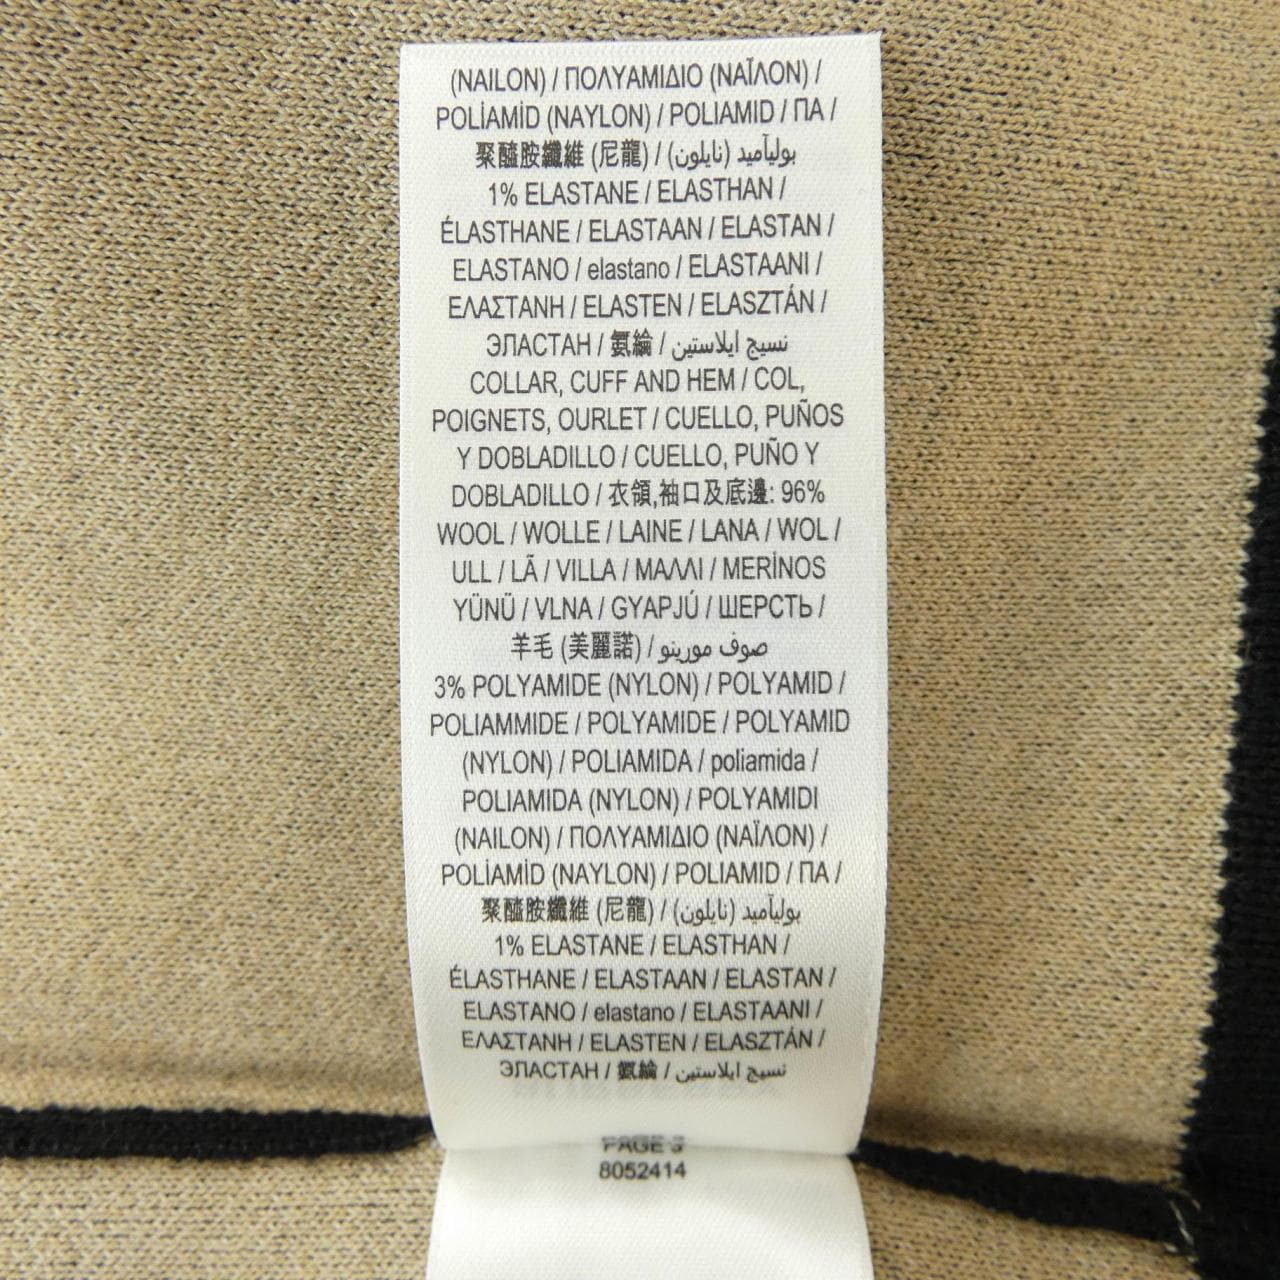 (NAILON) / ΠΟΛΥΑΜΙΔΙΟ (ΝΑΪΛΟΝ) /
POLİAMİD (NAYLON) / POLIAMID / ПА /
聚醯胺纖維 (尼龍) / بوليآميد (نايلون)
1% ELASTANE / ELASTHAN /
ÉLASTHANE / ELASTAAN / ELASTAN /
ELASTANO / elastano / ELASTAANI /
ΕΛΑΣΤΑΝΗ / ELASTEN / ELASZTÁN /
ЭЛАСТАН / 氨綸 / نسيج ايلاستين
COLLAR, CUFF AND HEM / COL,
POIGNETS, OURLET / CUELLO, PUÑOS
Y DOBLADILLO / CUELLO, PUÑO Y
DOBLADILLO / 衣領,袖口及底邊: 96%
WOOL / WOLLE / LAINE / LANA / WOL /
ULL / LÃ / VILLA / ΜΑΛΛΙ / MERİNOS
YÜNÜ / VLNA / GYAPJÚ / ШЕРСТЬ /
羊毛 (美麗諾) / صوف مورينو
3% POLYAMIDE (NYLON) / POLYAMID /
POLIAMMIDE / POLYAMIDE / POLYAMID
(NYLON) / POLIAMIDA / poliamida /
POLIAMIDA (NYLON) / POLYAMIDI
(NAILON) / ΠΟΛΥΑΜΙΔΙΟ (ΝΑΪΛΟΝ) /
POLİAMİD (NAYLON) / POLIAMID / ПА /
聚醯胺纖維 (尼龍) / بوليآميد (نايلون)
1% ELASTANE / ELASTHAN /
ÉLASTHANE / ELASTAAN / ELASTAN /
ELASTANO / elastano / ELASTAANI /
ΕΛΑΣΤΑΝΗ / ELASTEN / ELASZTÁN /
ЭЛАСТАН / 氨綸 / نسيج ايلاستين
PAGE 3
8052414